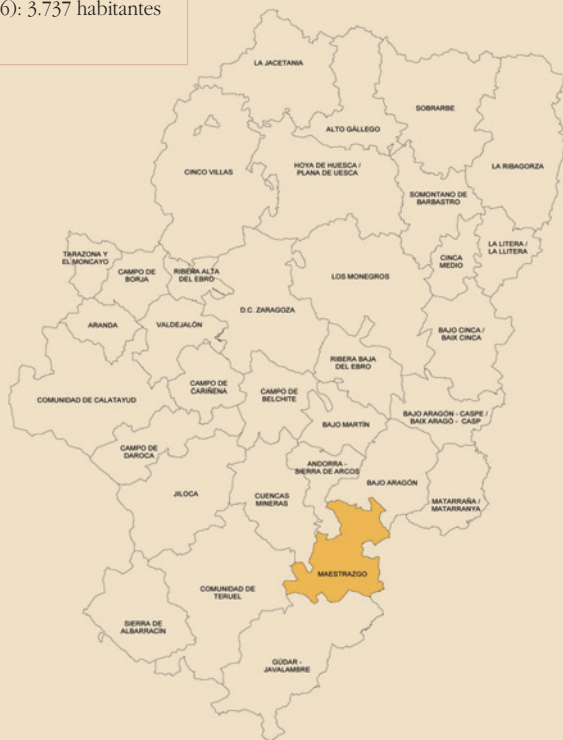 6): 3.737 habitantes
LA JACETANIA
SOBRARBE
ALTO GÁLLEGO
LA RIBAGORZA
CINCO VILLAS
HOYA DE HUESCA /
PLANA DE UESCA
SOMONTANO DE
BARBASTRO
TARAZONA Y
EL MONCAYO
CAMPO DE
BORJA
RIBERA ALTA
DEL EBRO
LOS MONEGROS
CINCA
MEDIO
LA LITERA /
LA LLITERA
D.C. ZARAGOZA
ARANDA
VALDEJALÓN
BAJO CINCA /
BAIX CINCA
RIBERA BAJA
DEL EBRO
COMUNIDAD DE CALATAYUD
CAMPO DE
CARIÑENA
CAMPO DE
BELCHITE
BAJO MARTÍN
BAJO ARAGÓN - CASPE /
BAIX ARAGÓ - CASP
CAMPO DE
DAROCA
ANDORRA -
SIERRA DE ARCOS
BAJO ARAGÓN
JILOCA
CUENCAS
MINERAS
MATARRAÑA /
MATARRANYA
MAESTRAZGO
COMUNIDAD DE
TERUEL
SIERRA DE
ALBARRACÍN
GÚDAR -
JAVALAMBRE